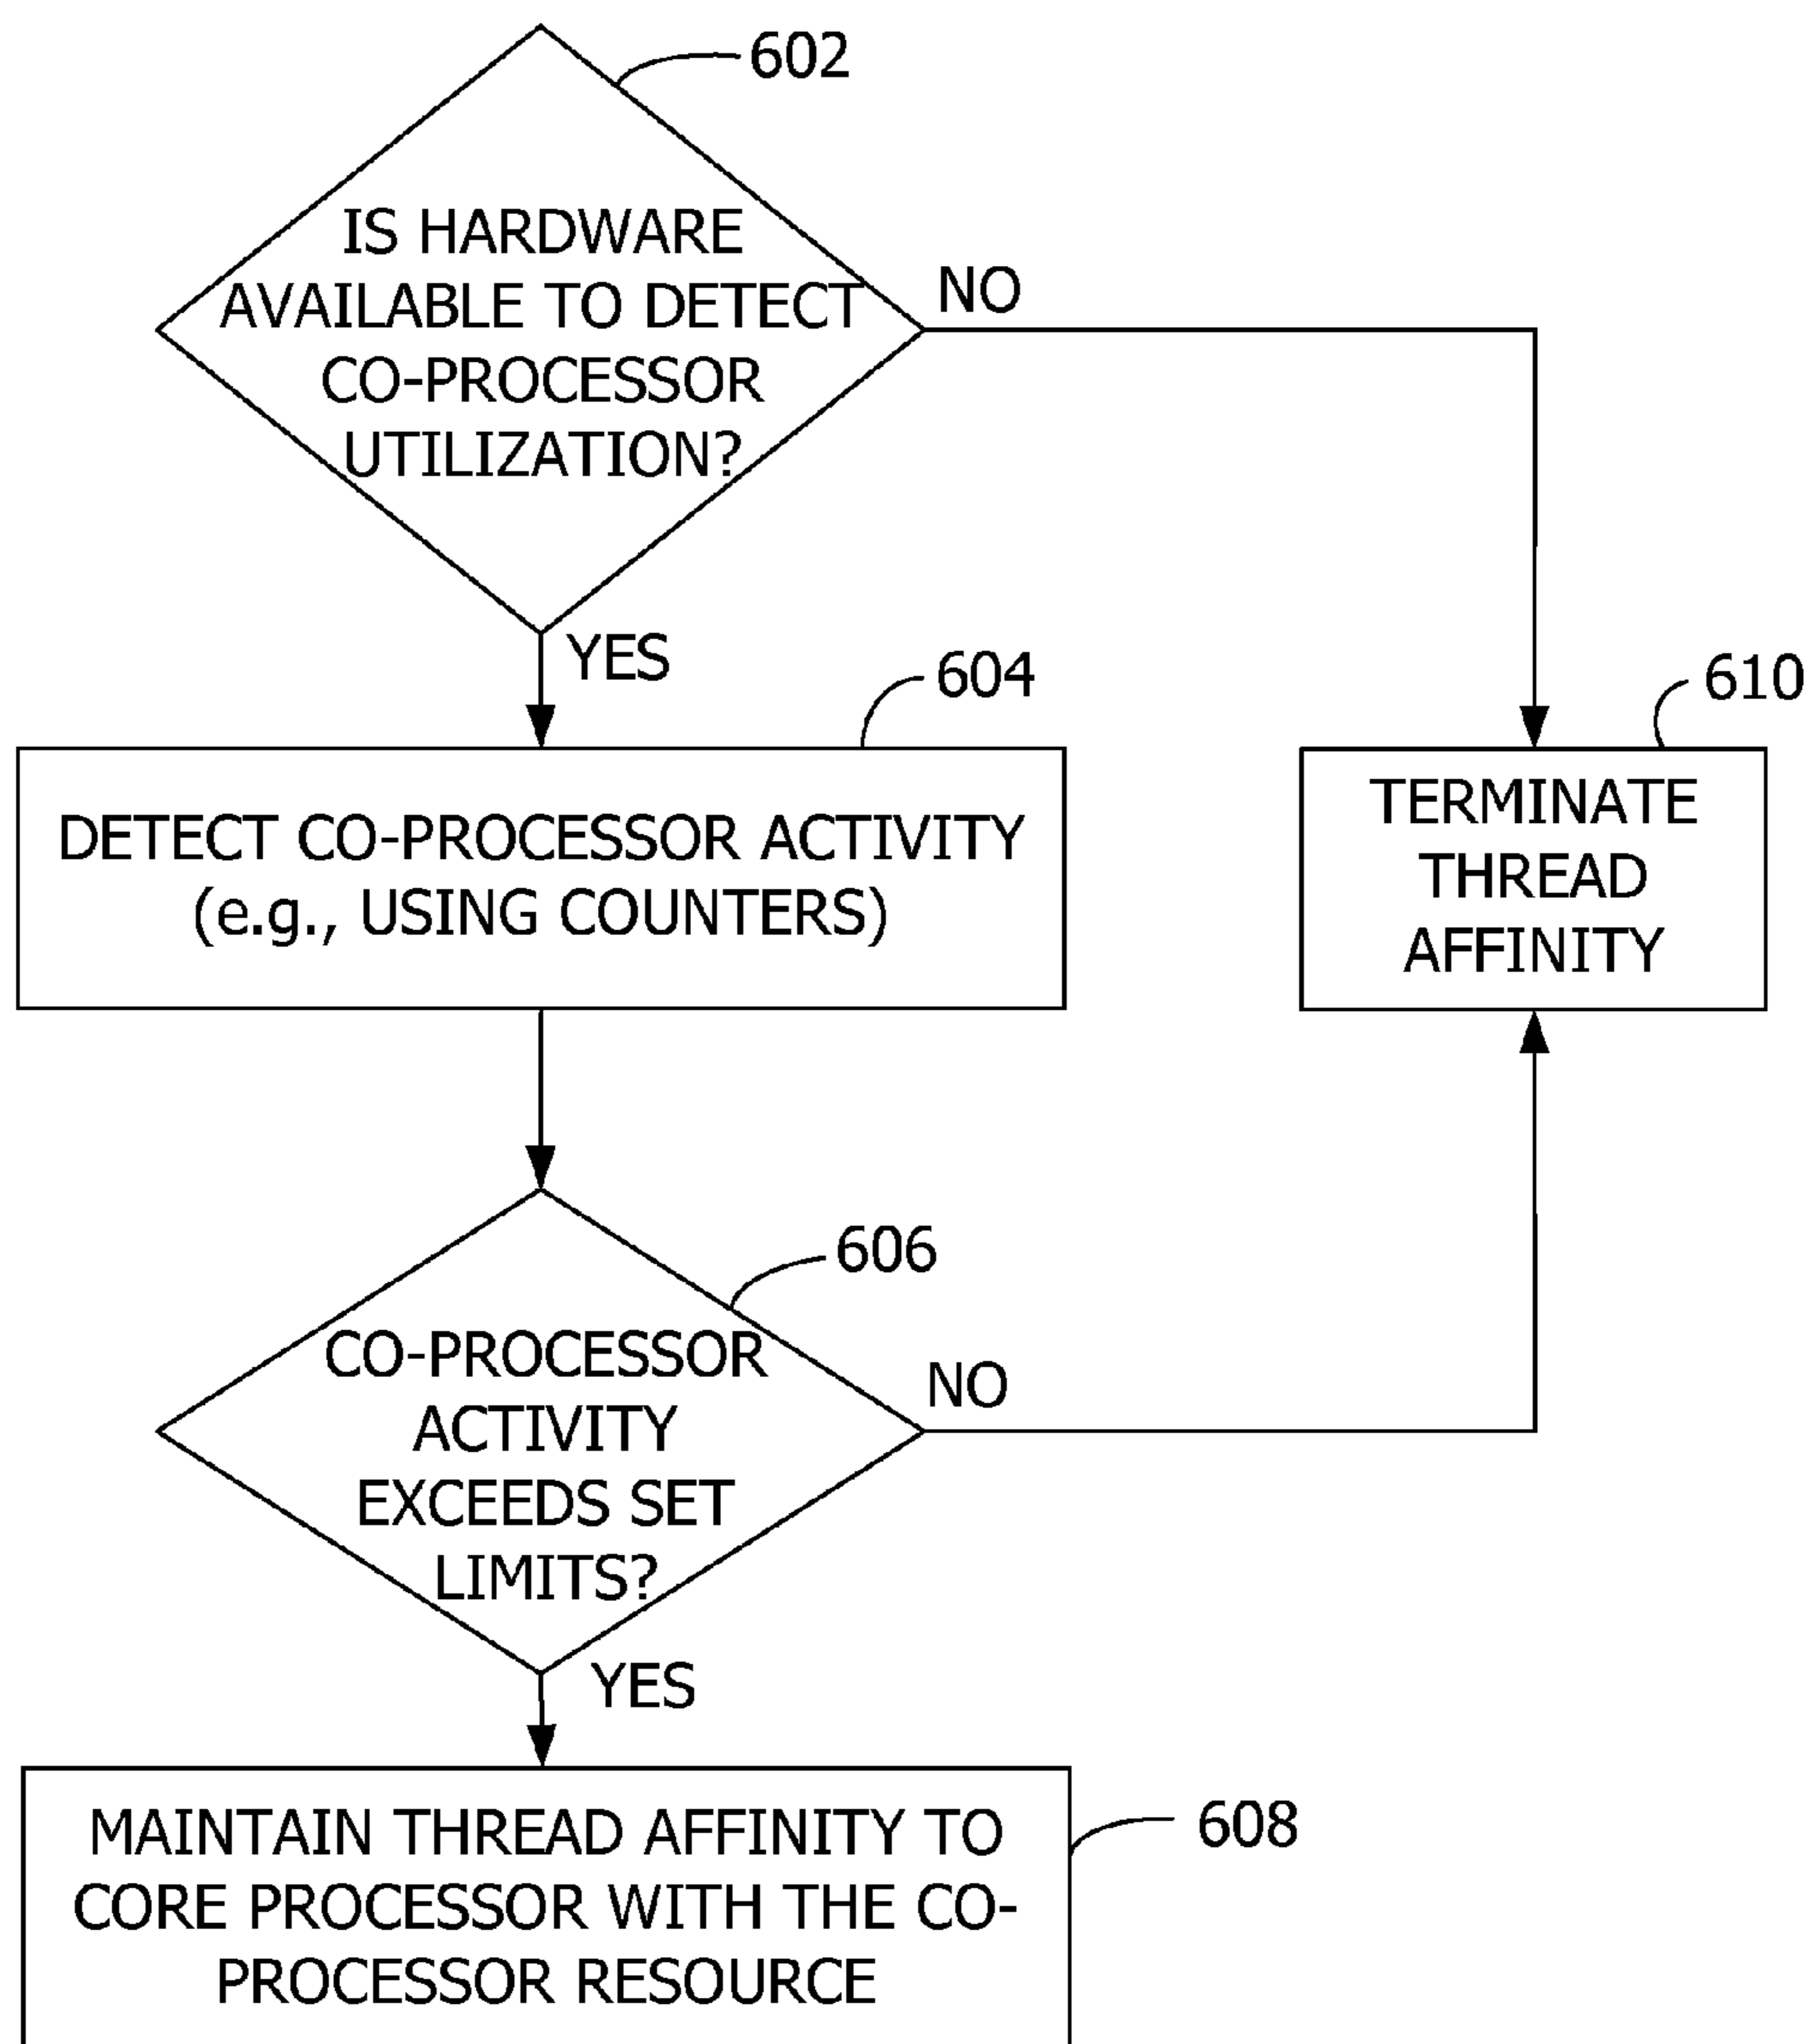 602
IS HARDWARE
AVAILABLE TO DETECT
CO-PROCESSOR
UTILIZATION?
NO
YES
604
DETECT CO-PROCESSOR ACTIVITY
(e.g., USING COUNTERS)
610
TERMINATE
THREAD
AFFINITY
606
CO-PROCESSOR
ACTIVITY
EXCEEDS SET
LIMITS?
NO
YES
608
MAINTAIN THREAD AFFINITY TO
CORE PROCESSOR WITH THE CO-
PROCESSOR RESOURCE